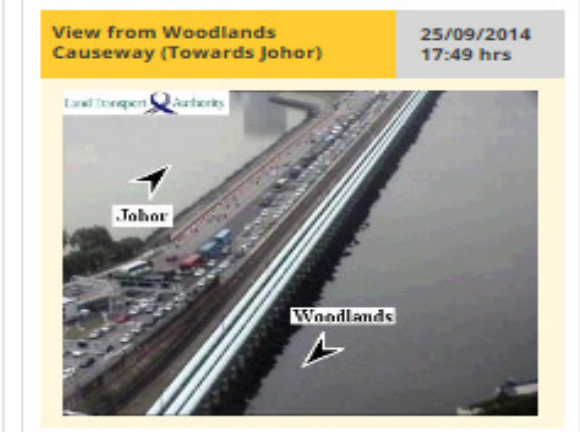 View from Woodlands
Causeway (Towards Johor)
25/09/2014
17:49 hrs
Land Transport Authority
Johor
Woodlands